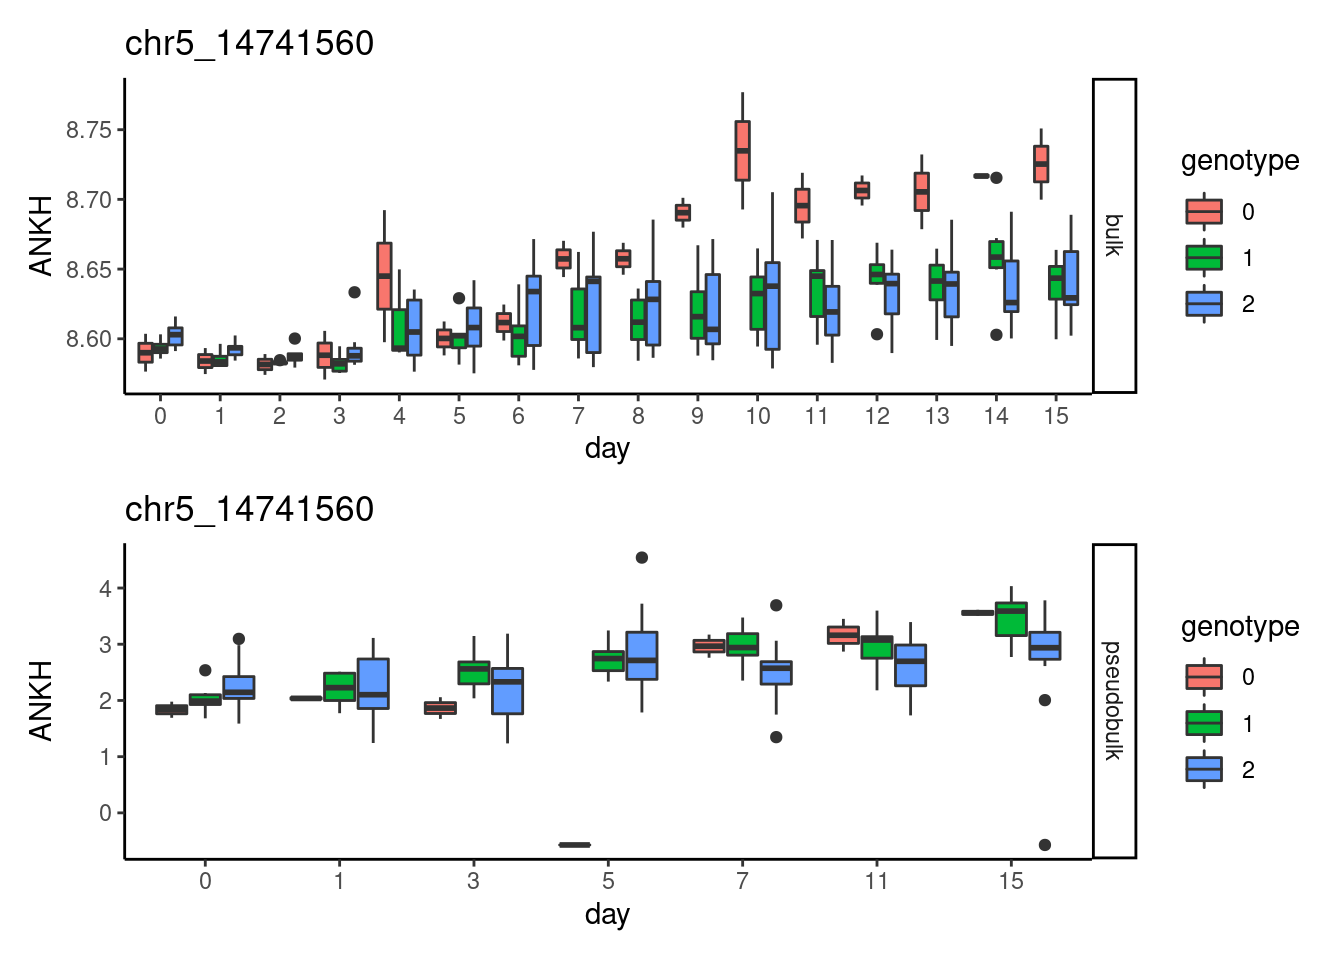 chr5_14741560
8.75
8.70
8.65
8.60
ANKH
0 1 2 3 4 5 6 7 8 9 10 11 12 13 14 15
day
bulk
genotype
0
1
2
chr5_14741560
4
3
2
1
0
ANKH
0 1 3 5 7 11 15
day
pseudobulk
genotype
0
1
2